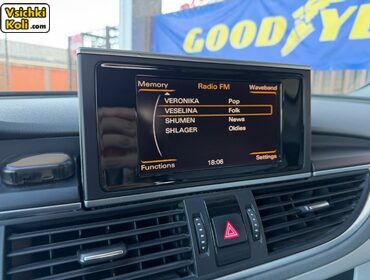 Vsichki
Koli.com
GOODYE
Memory
Radio FM
Waveband
VERONIKA Pop
VESELINA Folk
SHUMEN News
SHLAGER Oldies
Functions
18:06
Settings